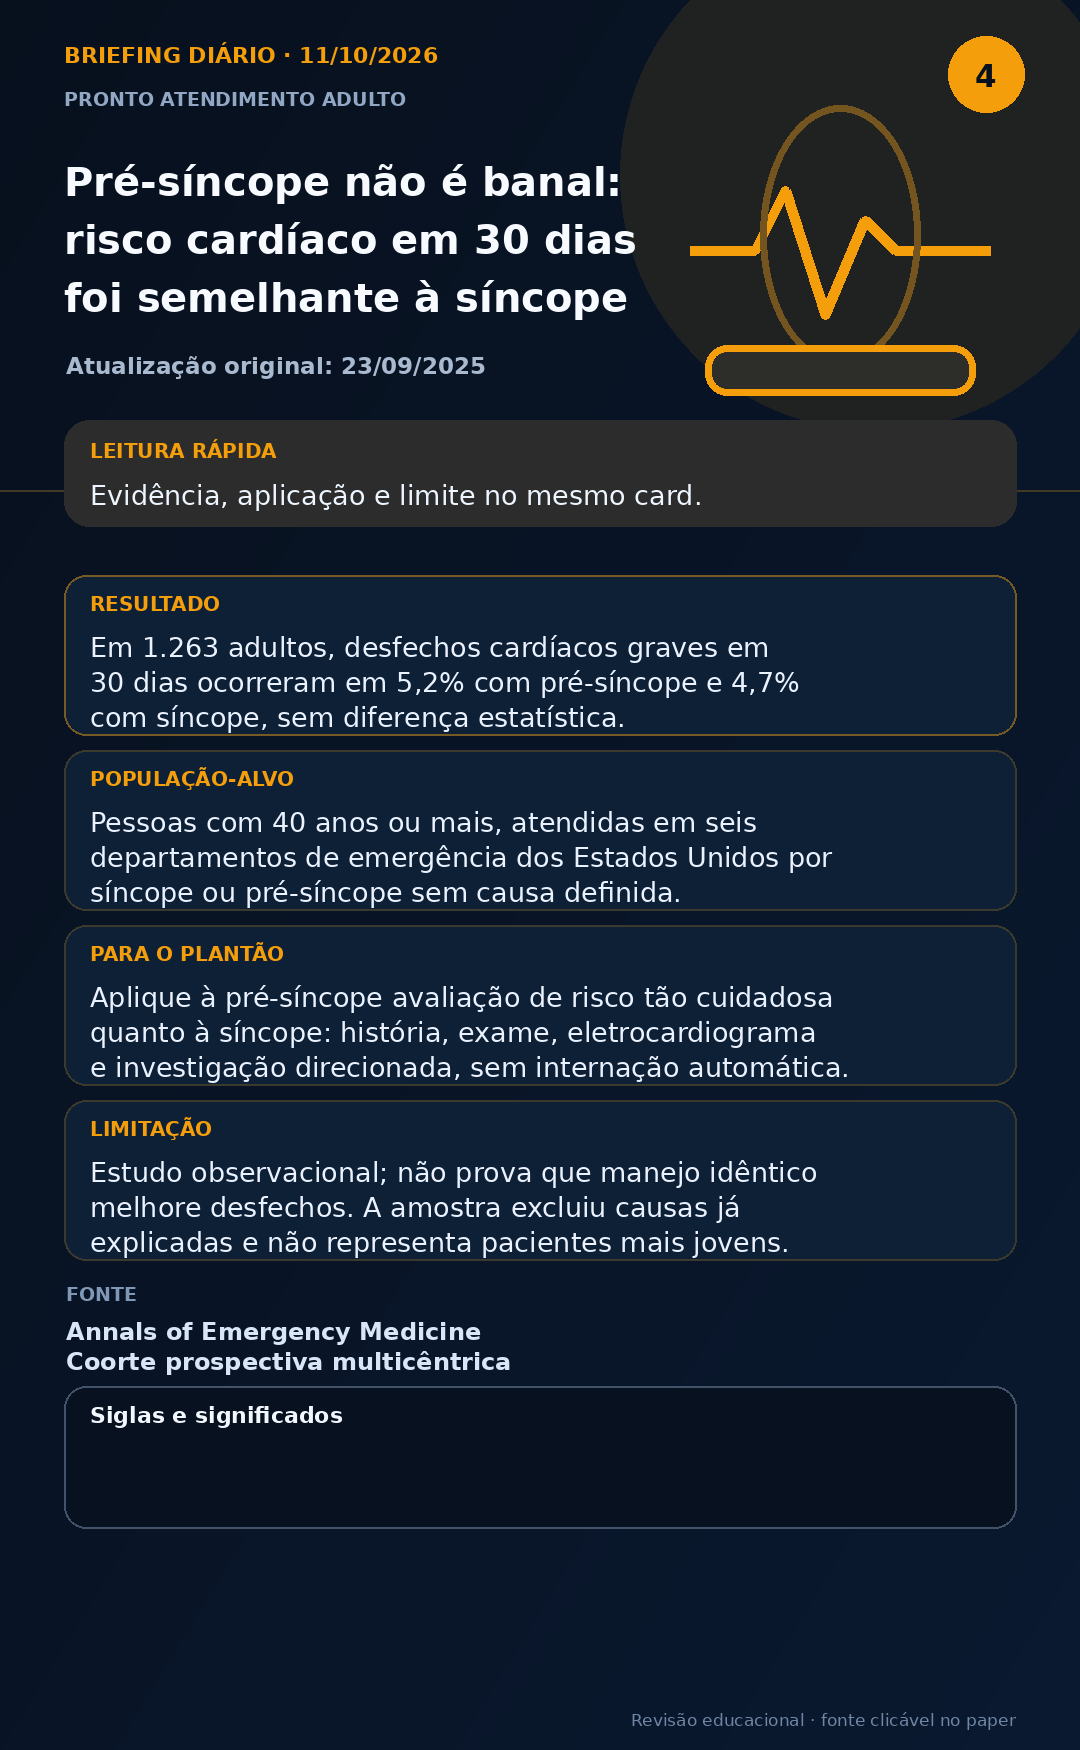 BRIEFING DIÁRIO · 11/10/2026
4
PRONTO ATENDIMENTO ADULTO
Pré-síncope não é banal:
risco cardíaco em 30 dias
foi semelhante à síncope
Atualização original: 23/09/2025
LEITURA RÁPIDA
Evidência, aplicação e limite no mesmo card.
RESULTADO
Em 1.263 adultos, desfechos cardíacos graves em
30 dias ocorreram em 5,2% com pré-síncope e 4,7%
com síncope, sem diferença estatística.
POPULAÇÃO-ALVO
Pessoas com 40 anos ou mais, atendidas em seis
departamentos de emergência dos Estados Unidos por
síncope ou pré-síncope sem causa definida.
PARA O PLANTÃO
Aplique à pré-síncope avaliação de risco tão cuidadosa
quanto à síncope: história, exame, eletrocardiograma
e investigação direcionada, sem internação automática.
LIMITAÇÃO
Estudo observacional; não prova que manejo idêntico
melhore desfechos. A amostra excluiu causas já
explicadas e não representa pacientes mais jovens.
FONTE
Annals of Emergency Medicine
Coorte prospectiva multicêntrica
Siglas e significados
Revisão educacional · fonte clicável no paper